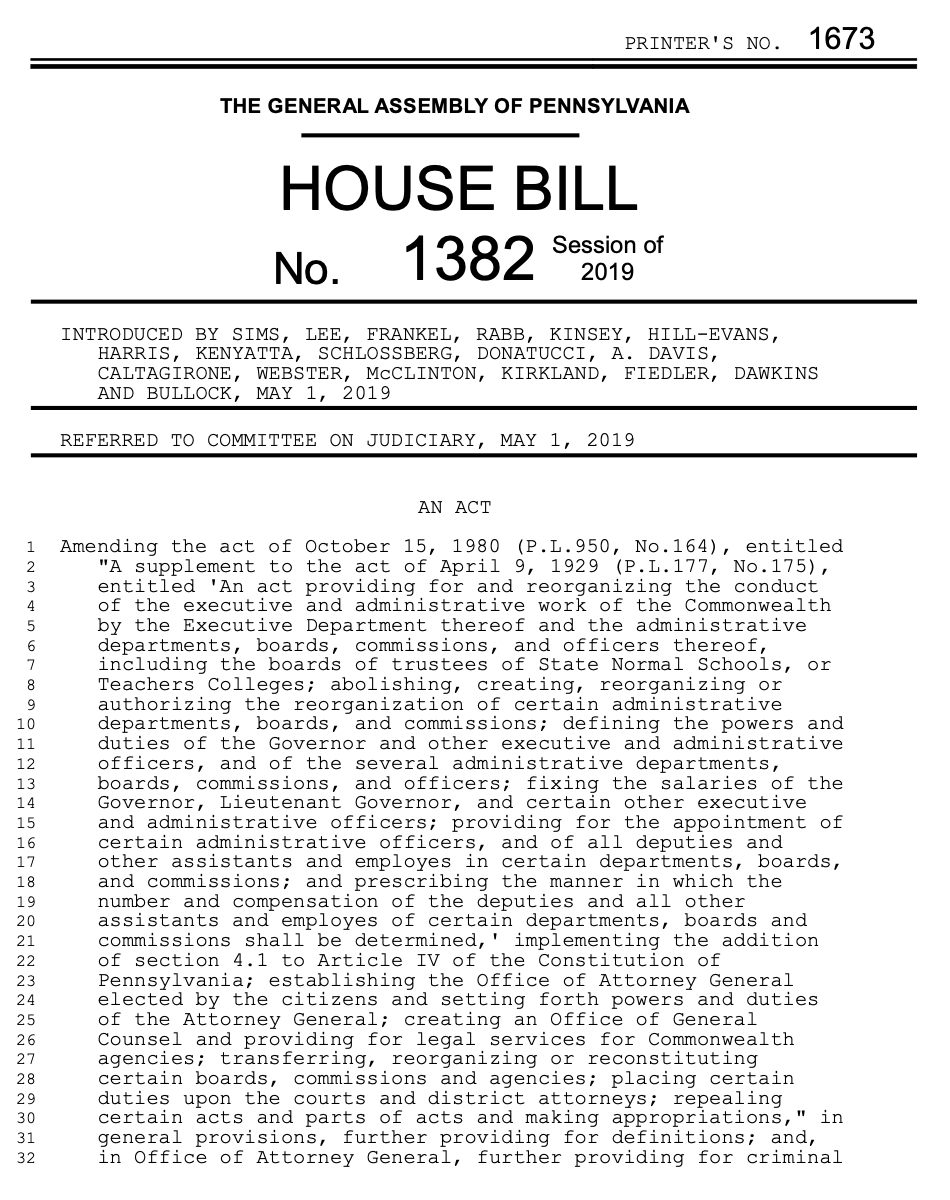 PRINTER'S NO. 1673
THE GENERAL ASSEMBLY OF PENNSYLVANIA
HOUSE BILL
No. 1382 Session of 2019
INTRODUCED BY SIMS, LEE, FRANKEL, RABB, KINSEY, HILL-EVANS,
HARRIS, KENYATTA, SCHLOSSBERG, DONATUCCI, A. DAVIS,
CALTAGIRONE, WEBSTER, McCLINTON, KIRKLAND, FIEDLER, DAWKINS
AND BULLOCK, MAY 1, 2019
REFERRED TO COMMITTEE ON JUDICIARY, MAY 1, 2019
AN ACT
1 Amending the act of October 15, 1980 (P.L.950, No.164), entitled
2 "A supplement to the act of April 9, 1929 (P.L.177, No.175),
3 entitled 'An act providing for and reorganizing the conduct
4 of the executive and administrative work of the Commonwealth
5 by the Executive Department thereof and the administrative
6 departments, boards, commissions, and officers thereof,
7 including the boards of trustees of State Normal Schools, or
8 Teachers Colleges; abolishing, creating, reorganizing or
9 authorizing the reorganization of certain administrative
10 departments, boards, and commissions; defining the powers and
11 duties of the Governor and other executive and administrative
12 officers, and of the several administrative departments,
13 boards, commissions, and officers; fixing the salaries of the
14 Governor, Lieutenant Governor, and certain other executive
15 and administrative officers; providing for the appointment of
16 certain administrative officers, and of all deputies and
17 other assistants and employes in certain departments, boards,
18 and commissions; and prescribing the manner in which the
19 number and compensation of the deputies and all other
20 assistants and employes of certain departments, boards and
21 commissions shall be determined,' implementing the addition
22 of section 4.1 to Article IV of the Constitution of
23 Pennsylvania; establishing the Office of Attorney General
24 elected by the citizens and setting forth powers and duties
25 of the Attorney General; creating an Office of General
26 Counsel and providing for legal services for Commonwealth
27 agencies; transferring, reorganizing or reconstituting
28 certain boards, commissions and agencies; placing certain
29 duties upon the courts and district attorneys; repealing
30 certain acts and parts of acts and making appropriations," in
31 general provisions, further providing for definitions; and,
32 in Office of Attorney General, further providing for criminal